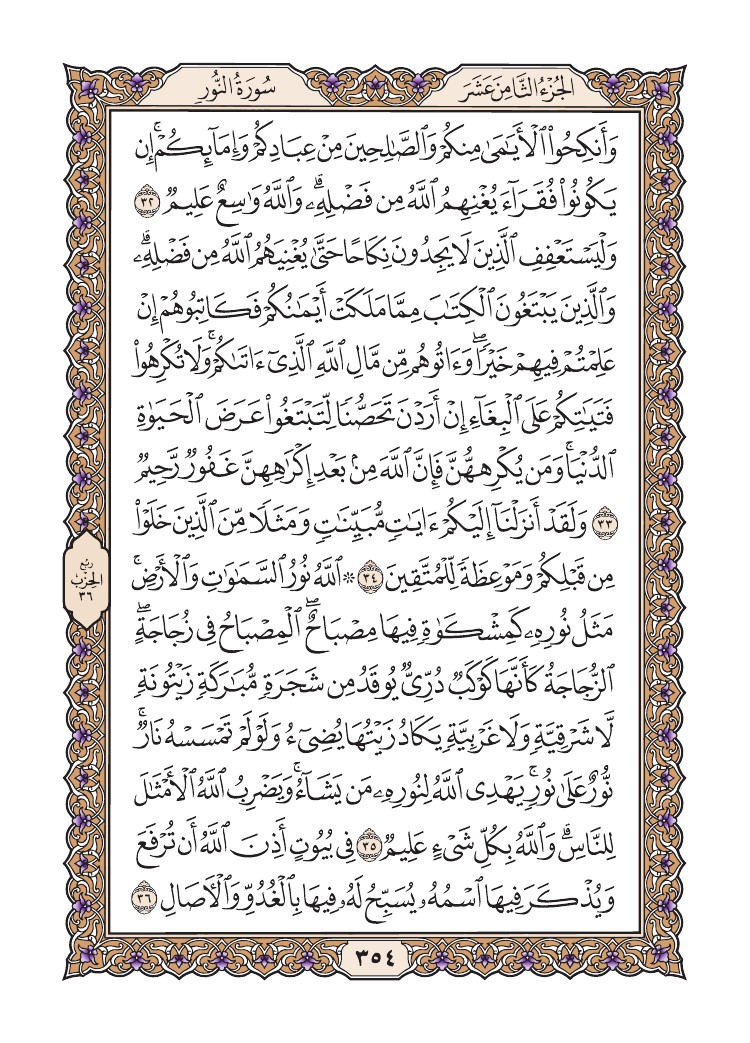 الجُزْءُ الثَّامِنَ عَشَرَ
سُورَةُ النُّورِ
وَأَنكِحُوا۟ ٱلْأَيَـٰمَىٰ مِنكُمْ وَٱلصَّـٰلِحِينَ مِنْ عِبَادِكُمْ وَإِمَآئِكُمْ ۚ إِن
يَكُونُوا۟ فُقَرَآءَ يُغْنِهِمُ ٱللَّهُ مِن فَضْلِهِۦ ۗ وَٱللَّهُ وَٰسِعٌ عَلِيمٌ ٣٢
وَلْيَسْتَعْفِفِ ٱلَّذِينَ لَا يَجِدُونَ نِكَاحًا حَتَّىٰ يُغْنِيَهُمُ ٱللَّهُ مِن فَضْلِهِۦ ۗ
وَٱلَّذِينَ يَبْتَغُونَ ٱلْكِتَـٰبَ مِمَّا مَلَكَتْ أَيْمَـٰنُكُمْ فَكَاتِبُوهُمْ إِنْ
عَلِمْتُمْ فِيهِمْ خَيْرًا ۖ وَءَاتُوهُم مِّن مَّالِ ٱللَّهِ ٱلَّذِىٓ ءَاتَىٰكُمْ ۚ وَلَا تُكْرِهُوا۟
فَتَيَـٰتِكُمْ عَلَى ٱلْبِغَآءِ إِنْ أَرَدْنَ تَحَصُّنًا لِّتَبْتَغُوا۟ عَرَضَ ٱلْحَيَوٰةِ
ٱلدُّنْيَا ۚ وَمَن يُكْرِههُّنَّ فَإِنَّ ٱللَّهَ مِنۢ بَعْدِ إِكْرَٰهِهِنَّ غَفُورٌ رَّحِيمٌ
٣٣ وَلَقَدْ أَنزَلْنَآ إِلَيْكُمْ ءَايَـٰتٍ مُّبَيِّنَـٰتٍ وَمَثَلًا مِّنَ ٱلَّذِينَ خَلَوْا۟
مِن قَبْلِكُمْ وَمَوْعِظَةً لِّلْمُتَّقِينَ ٣٤ * ٱللَّهُ نُورُ ٱلسَّمَـٰوَٰتِ وَٱلْأَرْضِ ۚ
رُبْع
الحِزْب
٣٦
مَثَلُ نُورِهِۦ كَمِشْكَوٰةٍ فِيهَا مِصْبَاحٌ ۖ ٱلْمِصْبَاحُ فِى زُجَاجَةٍ ۖ
ٱلزُّجَاجَةُ كَأَنَّهَا كَوْكَبٌ دُرِّىٌّ يُوقَدُ مِن شَجَرَةٍ مُّبَـٰرَكَةٍ زَيْتُونَةٍ
لَّا شَرْقِيَّةٍ وَلَا غَرْبِيَّةٍ يَكَادُ زَيْتُهَا يُضِىٓءُ وَلَوْ لَمْ تَمْسَسْهُ نَارٌ ۚ
نُّورٌ عَلَىٰ نُورٍ ۗ يَهْدِى ٱللَّهُ لِنُورِهِۦ مَن يَشَآءُ ۚ وَيَضْرِبُ ٱللَّهُ ٱلْأَمْثَـٰلَ
لِلنَّاسِ ۗ وَٱللَّهُ بِكُلِّ شَىْءٍ عَلِيمٌ ٣٥ فِى بُيُوتٍ أَذِنَ ٱللَّهُ أَن تُرْفَعَ
وَيُذْكَرَ فِيهَا ٱسْمُهُۥ يُسَبِّحُ لَهُۥ فِيهَا بِٱلْغُدُوِّ وَٱلْـَٔاصَالِ ٣٦
٣٥٤